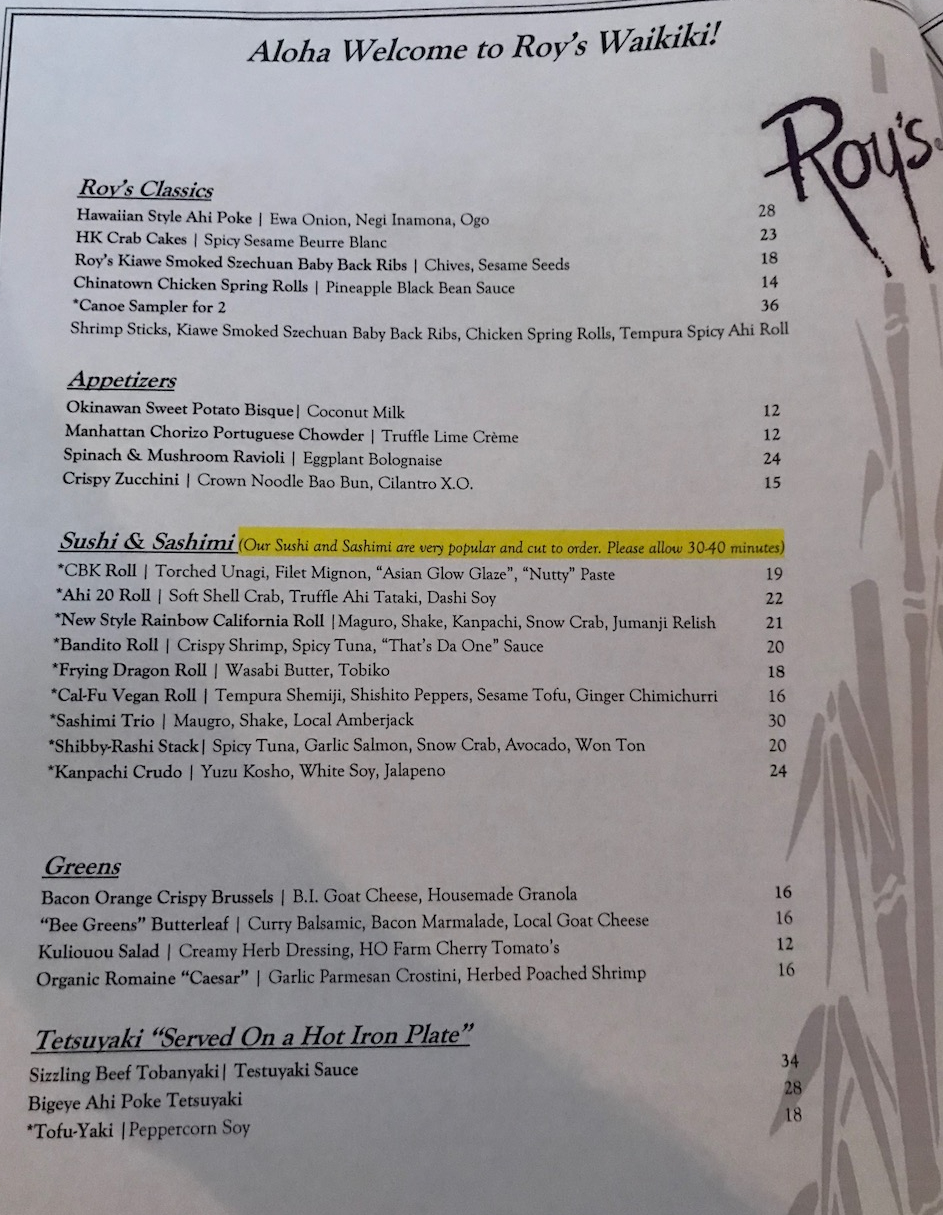 Aloha Welcome to Roy's Waikiki!
Roy's
Roy's Classics
Hawaiian Style Ahi Poke | Ewa Onion, Negi Inamona, Ogo 28
HK Crab Cakes | Spicy Sesame Beurre Blanc 23
Roy's Kiawe Smoked Szechuan Baby Back Ribs | Chives, Sesame Seeds 18
Chinatown Chicken Spring Rolls | Pineapple Black Bean Sauce 14
*Canoe Sampler for 2 36
Shrimp Sticks, Kiawe Smoked Szechuan Baby Back Ribs, Chicken Spring Rolls, Tempura Spicy Ahi Roll
Appetizers
Okinawan Sweet Potato Bisque| Coconut Milk 12
Manhattan Chorizo Portuguese Chowder | Truffle Lime Crème 12
Spinach & Mushroom Ravioli | Eggplant Bolognaise 24
Crispy Zucchini | Crown Noodle Bao Bun, Cilantro X.O. 15
Sushi & Sashimi (Our Sushi and Sashimi are very popular and cut to order. Please allow 30-40 minutes)
*CBK Roll | Torched Unagi, Filet Mignon, "Asian Glow Glaze", "Nutty" Paste 19
*Ahi 20 Roll | Soft Shell Crab, Truffle Ahi Tataki, Dashi Soy 22
*New Style Rainbow California Roll |Maguro, Shake, Kanpachi, Snow Crab, Jumanji Relish 21
*Bandito Roll | Crispy Shrimp, Spicy Tuna, "That's Da One" Sauce 20
*Frying Dragon Roll | Wasabi Butter, Tobiko 18
*Cal-Fu Vegan Roll | Tempura Shemiji, Shishito Peppers, Sesame Tofu, Ginger Chimichurri 16
*Sashimi Trio | Maugro, Shake, Local Amberjack 30
*Shibby-Rashi Stack| Spicy Tuna, Garlic Salmon, Snow Crab, Avocado, Won Ton 20
*Kanpachi Crudo | Yuzu Kosho, White Soy, Jalapeno 24
Greens
Bacon Orange Crispy Brussels | B.I. Goat Cheese, Housemade Granola 16
"Bee Greens" Butterleaf | Curry Balsamic, Bacon Marmalade, Local Goat Cheese 16
Kuliouou Salad | Creamy Herb Dressing, HO Farm Cherry Tomato's 12
Organic Romaine "Caesar" | Garlic Parmesan Crostini, Herbed Poached Shrimp 16
Tetsuyaki "Served On a Hot Iron Plate"
Sizzling Beef Tobanyaki| Testuyaki Sauce 34
Bigeye Ahi Poke Tetsuyaki 28
*Tofu-Yaki |Peppercorn Soy 18